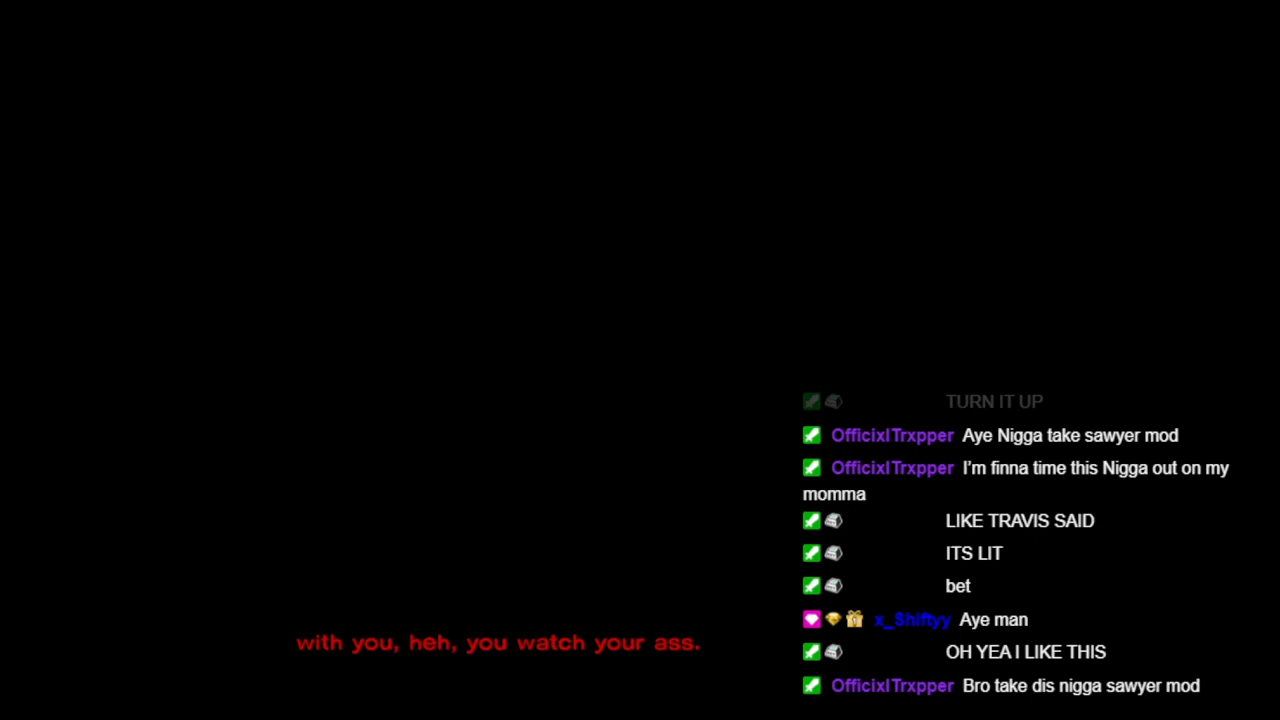 TURN IT UP
OfficixlTrxpper Aye Nigga take sawyer mod
OfficixlTrxpper I'm finna time this Nigga out on my
momma
LIKE TRAVIS SAID
ITS LIT
bet
x_Shiftyy Aye man
with you, heh, you watch your ass.
OH YEA I LIKE THIS
OfficixlTrxpper Bro take dis nigga sawyer mod